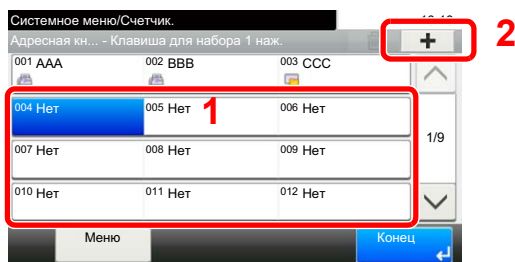 Системное меню/Счетчик.
Адресная кн... - Клавиша для набора 1 наж.
+ 2
001 AAA 002 BBB 003 CCC
004 Нет 005 Нет 1 006 Нет
1/9
007 Нет 008 Нет 009 Нет
010 Нет 011 Нет 012 Нет
Меню Конец